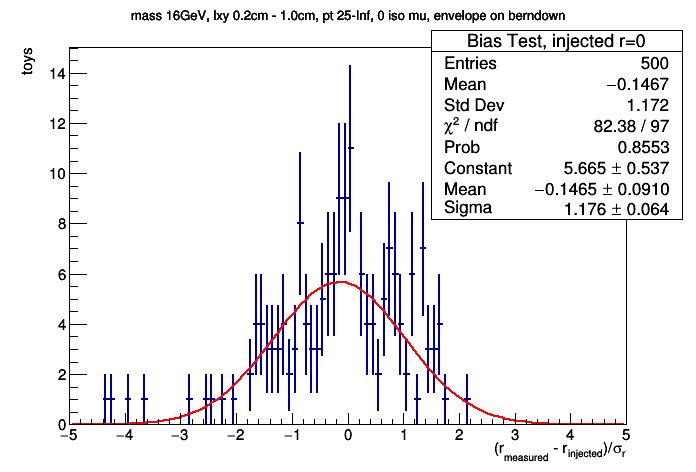 mass 16GeV, lxy 0.2cm - 1.0cm, pt 25-Inf, 0 iso mu, envelope on berndown
toys
Bias Test, injected r=0
Entries 500
Mean −0.1467
Std Dev 1.172
χ² / ndf 82.38 / 97
Prob 0.8553
Constant 5.665 ± 0.537
Mean −0.1465 ± 0.0910
Sigma 1.176 ± 0.064
14
12
10
8
6
4
2
0
−5 −4 −3 −2 −1 0 1 2 3 4 5
(r_measured - r_injected)/σ_r